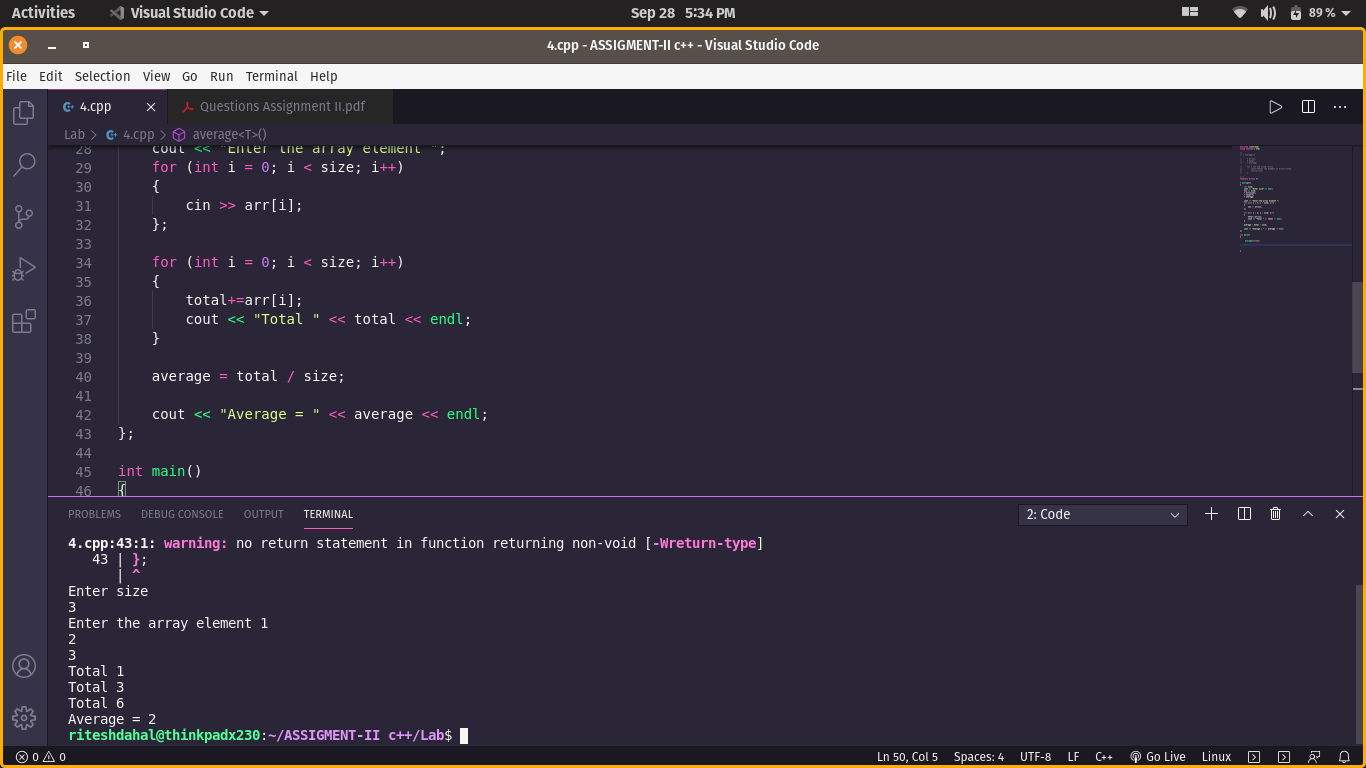 Activities Visual Studio Code Sep 28 5:34 PM 89 %
4.cpp - ASSIGMENT-II c++ - Visual Studio Code
File Edit Selection View Go Run Terminal Help
4.cpp Questions Assignment II.pdf
Lab > 4.cpp > average<T>()
28 cout << "Enter the array element ";
29 for (int i = 0; i < size; i++)
30 {
31 cin >> arr[i];
32 };
33
34 for (int i = 0; i < size; i++)
35 {
36 total+=arr[i];
37 cout << "Total " << total << endl;
38 }
39
40 average = total / size;
41
42 cout << "Average = " << average << endl;
43 };
44
45 int main()
46 {
PROBLEMS DEBUG CONSOLE OUTPUT TERMINAL 2: Code
4.cpp:43:1: warning: no return statement in function returning non-void [-Wreturn-type]
43 | };
| ^
Enter size
3
Enter the array element 1
2
3
Total 1
Total 3
Total 6
Average = 2
riteshdahal@thinkpadx230:~/ASSIGMENT-II c++/Lab$
0 0 Ln 50, Col 5 Spaces: 4 UTF-8 LF C++ Go Live Linux